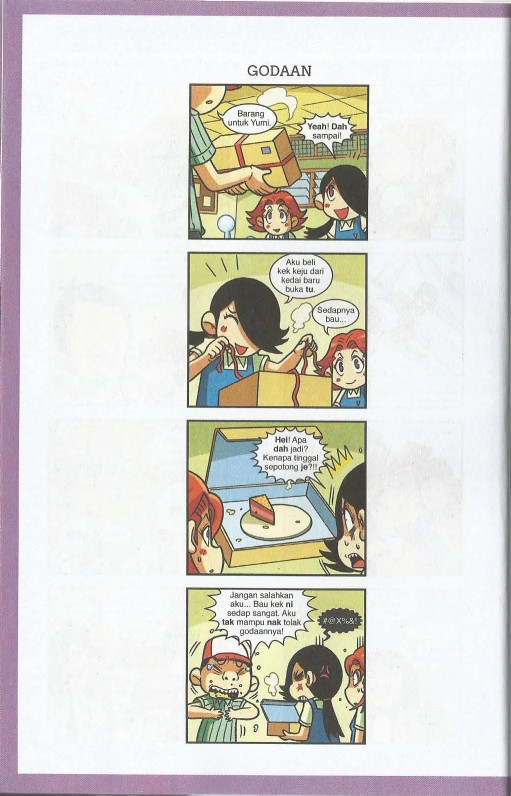 GODAAN
Barang
untuk Yumi.
Yeah! Dah
sampai!
Aku beli
kek keju dari
kedai baru
buka tu.
Sedapnya
bau...
Hei! Apa
dah jadi?
Kenapa tinggal
sepotong je?!!
Jangan salahkan
aku... Bau kek ni
sedap sangat. Aku
tak mampu nak tolak
godaannya!
#@X%&!